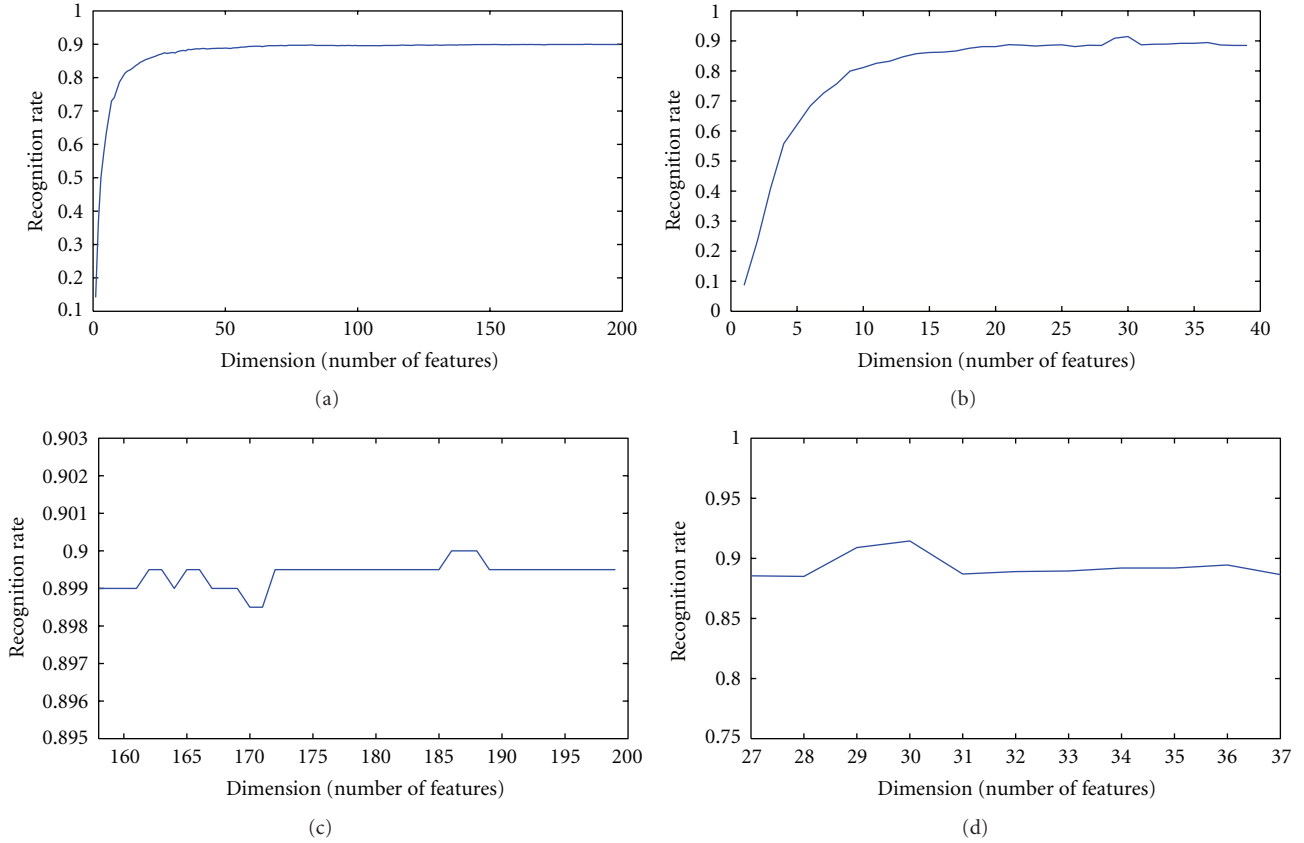 1
0.9
0.8
0.7
0.6
0.5
0.4
0.3
0.2
0.1
Recognition rate
0 50 100 150 200
Dimension (number of features)
(a)
1
0.9
0.8
0.7
0.6
0.5
0.4
0.3
0.2
0.1
0
Recognition rate
0 5 10 15 20 25 30 35 40
Dimension (number of features)
(b)
0.903
0.902
0.901
0.9
0.899
0.898
0.897
0.896
0.895
Recognition rate
160 165 170 175 180 185 190 195 200
Dimension (number of features)
(c)
1
0.95
0.9
0.85
0.8
0.75
Recognition rate
27 28 29 30 31 32 33 34 35 36 37
Dimension (number of features)
(d)